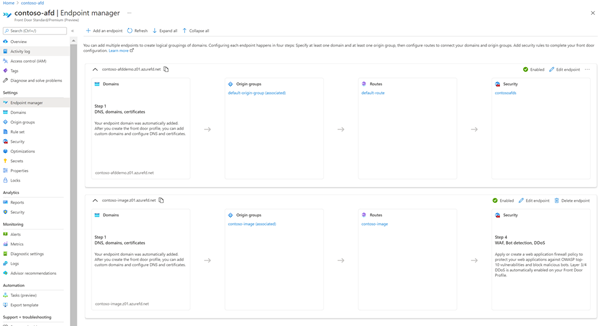 Home > contoso-afd
contoso-afd | Endpoint manager ...
Front Door Standard/Premium (Preview)
Search (Ctrl+/)
Overview
Activity log
Access control (IAM)
Tags
Diagnose and solve problems
Settings
Endpoint manager
Domains
Origin groups
Rule set
Security
Optimizations
Secrets
Properties
Locks
Analytics
Reports
Security
Monitoring
Alerts
Metrics
Diagnostic settings
Logs
Advisor recommendations
Automation
Tasks (preview)
Export template
Support + troubleshooting
Add an endpoint Refresh Expand all Collapse all
You can add multiple endpoints to create logical groupings of domains. Configuring each endpoint happens in four steps. Specify at least one domain and at least one origin group, then configure routes to connect your domains and origin groups. Add security rules to complete your front door
configuration. Learn more
contoso-afddemo.z01.azurefd.net
Enabled Edit endpoint ...
Domains
Step 1
DNS, domains, certificates
Your endpoint domain was automatically added.
After you create the front door profile, you can
add custom domains and configure DNS and
certificates.
contoso-afddemo.z01.azurefd.net
Origin groups
default-origin-group (associated)
Routes
default-route
Security
contosowafdo
contoso-image.z01.azurefd.net
Enabled Edit endpoint Delete endpoint
Domains
Step 1
DNS, domains, certificates
Your endpoint domain was automatically added.
After you create the front door profile, you can
add custom domains and configure DNS and
certificates.
contoso-image.z01.azurefd.net
Origin groups
contoso-image (associated)
Routes
contoso-image
Security
Step 4
WAF, Bot detection, DDoS
Apply or create a web application firewall policy to
protect your web applications against OWASP top-
10 vulnerabilities and block malicious bots. Layer 3/4
DDoS is automatically enabled on your Front Door
Profile.